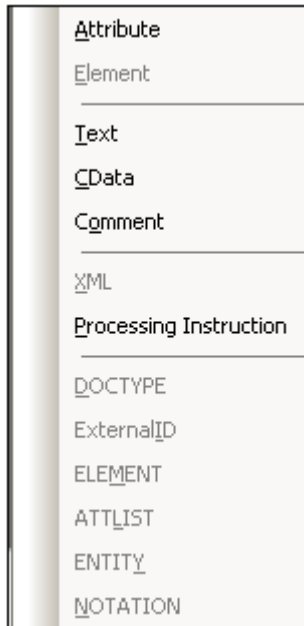 Attribute
Element
Text
CData
Comment
XML
Processing Instruction
DOCTYPE
ExternalID
ELEMENT
ATTLIST
ENTITY
NOTATION